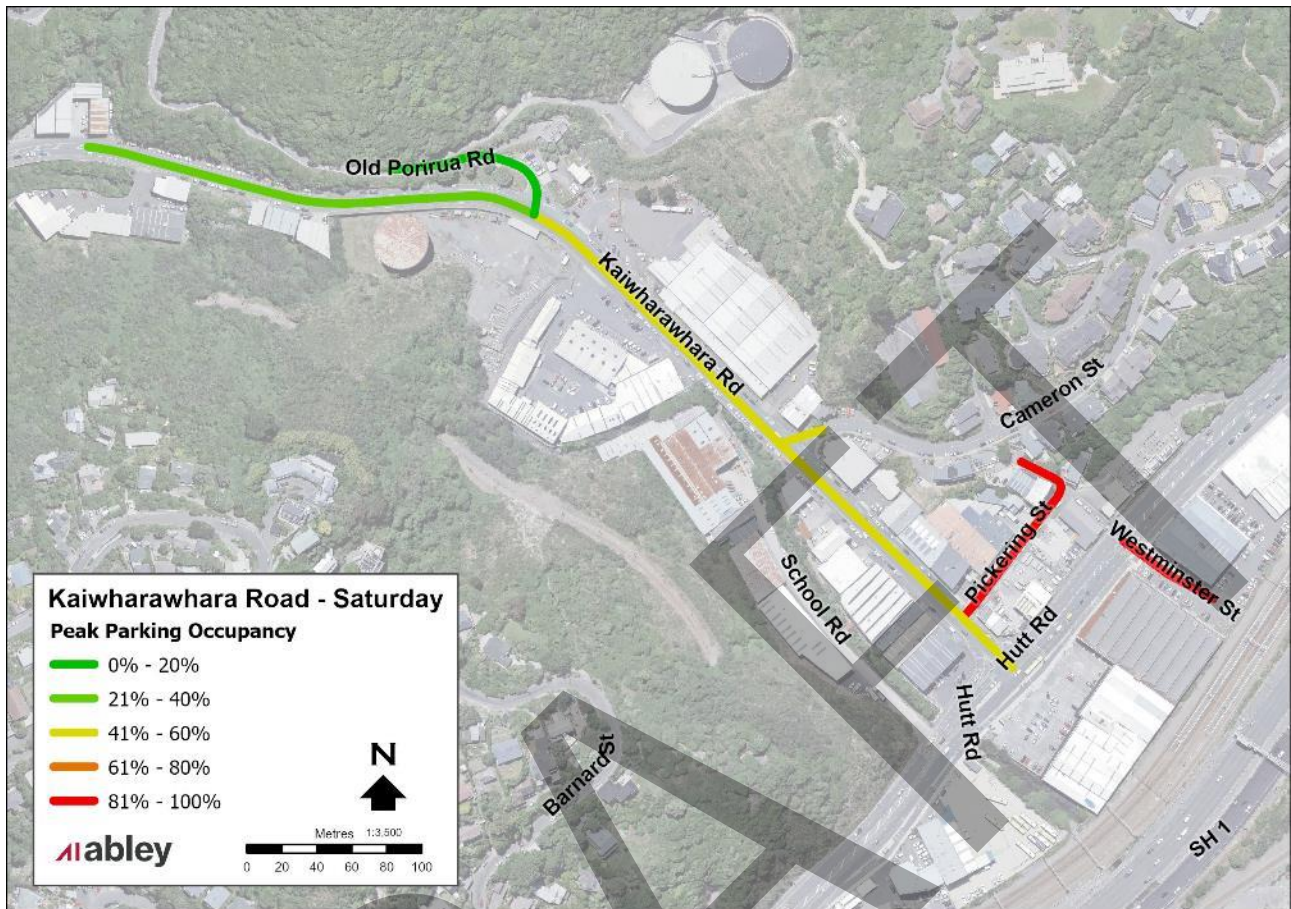 Old Porirua Rd
Kaiwharawhara Rd
Cameron St
Pickering St
Westminster St
School Rd
Hutt Rd
Hutt Rd
Barnard St
SH 1
Kaiwharawhara Road - Saturday
Peak Parking Occupancy
0% - 20%
21% - 40%
41% - 60%
61% - 80%
81% - 100%
N
abley
Metres 1:3,500
0 20 40 60 80 100